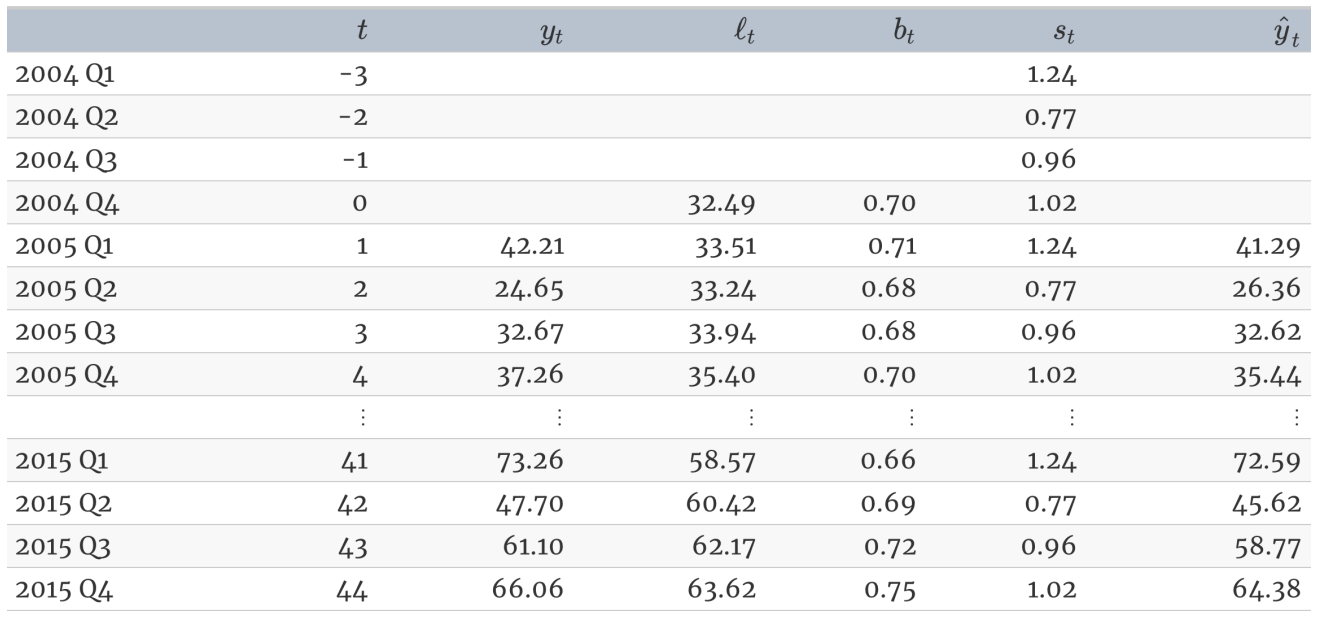 t yₜ ℓₜ bₜ sₜ ŷₜ
2004 Q1 −3 1.24
2004 Q2 −2 0.77
2004 Q3 −1 0.96
2004 Q4 0 32.49 0.70 1.02
2005 Q1 1 42.21 33.51 0.71 1.24 41.29
2005 Q2 2 24.65 33.24 0.68 0.77 26.36
2005 Q3 3 32.67 33.94 0.68 0.96 32.62
2005 Q4 4 37.26 35.40 0.70 1.02 35.44
⋮ ⋮ ⋮ ⋮ ⋮ ⋮
2015 Q1 41 73.26 58.57 0.66 1.24 72.59
2015 Q2 42 47.70 60.42 0.69 0.77 45.62
2015 Q3 43 61.10 62.17 0.72 0.96 58.77
2015 Q4 44 66.06 63.62 0.75 1.02 64.38